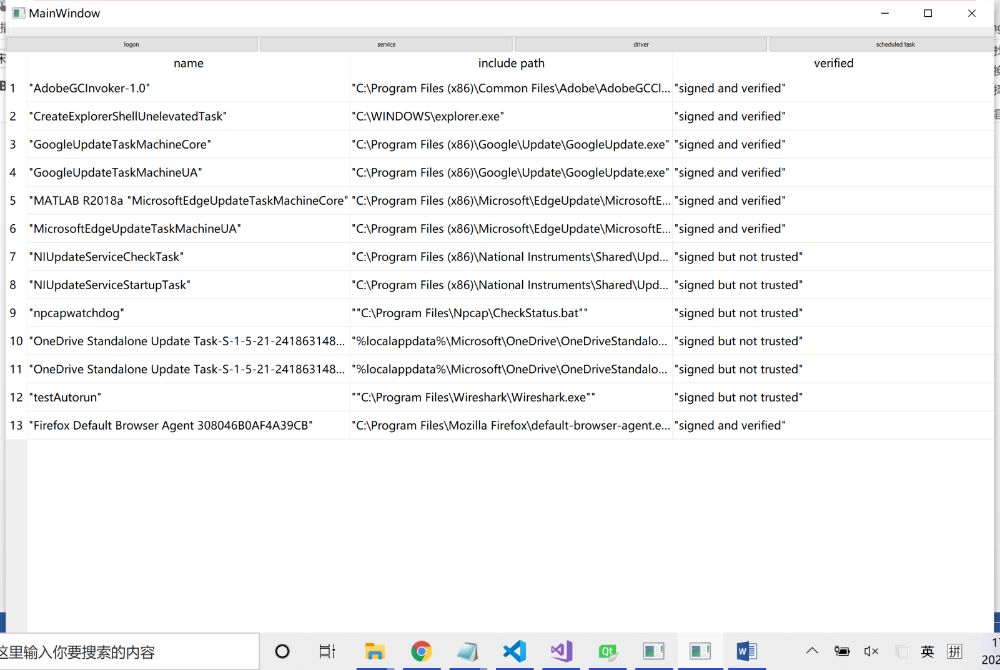 MainWindow
logon service driver scheduled task
name include path verified
1 "AdobeGCInvoker-1.0" "C:\Program Files (x86)\Common Files\Adobe\AdobeGCCl... "signed and verified"
2 "CreateExplorerShellUnelevatedTask" "C:\WINDOWS\explorer.exe" "signed and verified"
3 "GoogleUpdateTaskMachineCore" "C:\Program Files (x86)\Google\Update\GoogleUpdate.exe" "signed and verified"
4 "GoogleUpdateTaskMachineUA" "C:\Program Files (x86)\Google\Update\GoogleUpdate.exe" "signed and verified"
5 "MATLAB R2018a "MicrosoftEdgeUpdateTaskMachineCore" "C:\Program Files (x86)\Microsoft\EdgeUpdate\MicrosoftE... "signed and verified"
6 "MicrosoftEdgeUpdateTaskMachineUA" "C:\Program Files (x86)\Microsoft\EdgeUpdate\MicrosoftE... "signed and verified"
7 "NIUpdateServiceCheckTask" "C:\Program Files (x86)\National Instruments\Shared\Upd... "signed but not trusted"
8 "NIUpdateServiceStartupTask" "C:\Program Files (x86)\National Instruments\Shared\Upd... "signed but not trusted"
9 "npcapwatchdog" ""C:\Program Files\Npcap\CheckStatus.bat"" "signed but not trusted"
10 "OneDrive Standalone Update Task-S-1-5-21-241863148... "%localappdata%\Microsoft\OneDrive\OneDriveStandalo... "signed but not trusted"
11 "OneDrive Standalone Update Task-S-1-5-21-241863148... "%localappdata%\Microsoft\OneDrive\OneDriveStandalo... "signed but not trusted"
12 "testAutorun" ""C:\Program Files\Wireshark\Wireshark.exe"" "signed but not trusted"
13 "Firefox Default Browser Agent 308046B0AF4A39CB" "C:\Program Files\Mozilla Firefox\default-browser-agent.e... "signed and verified"
这里输入你要搜索的内容
Qt W 英 拼